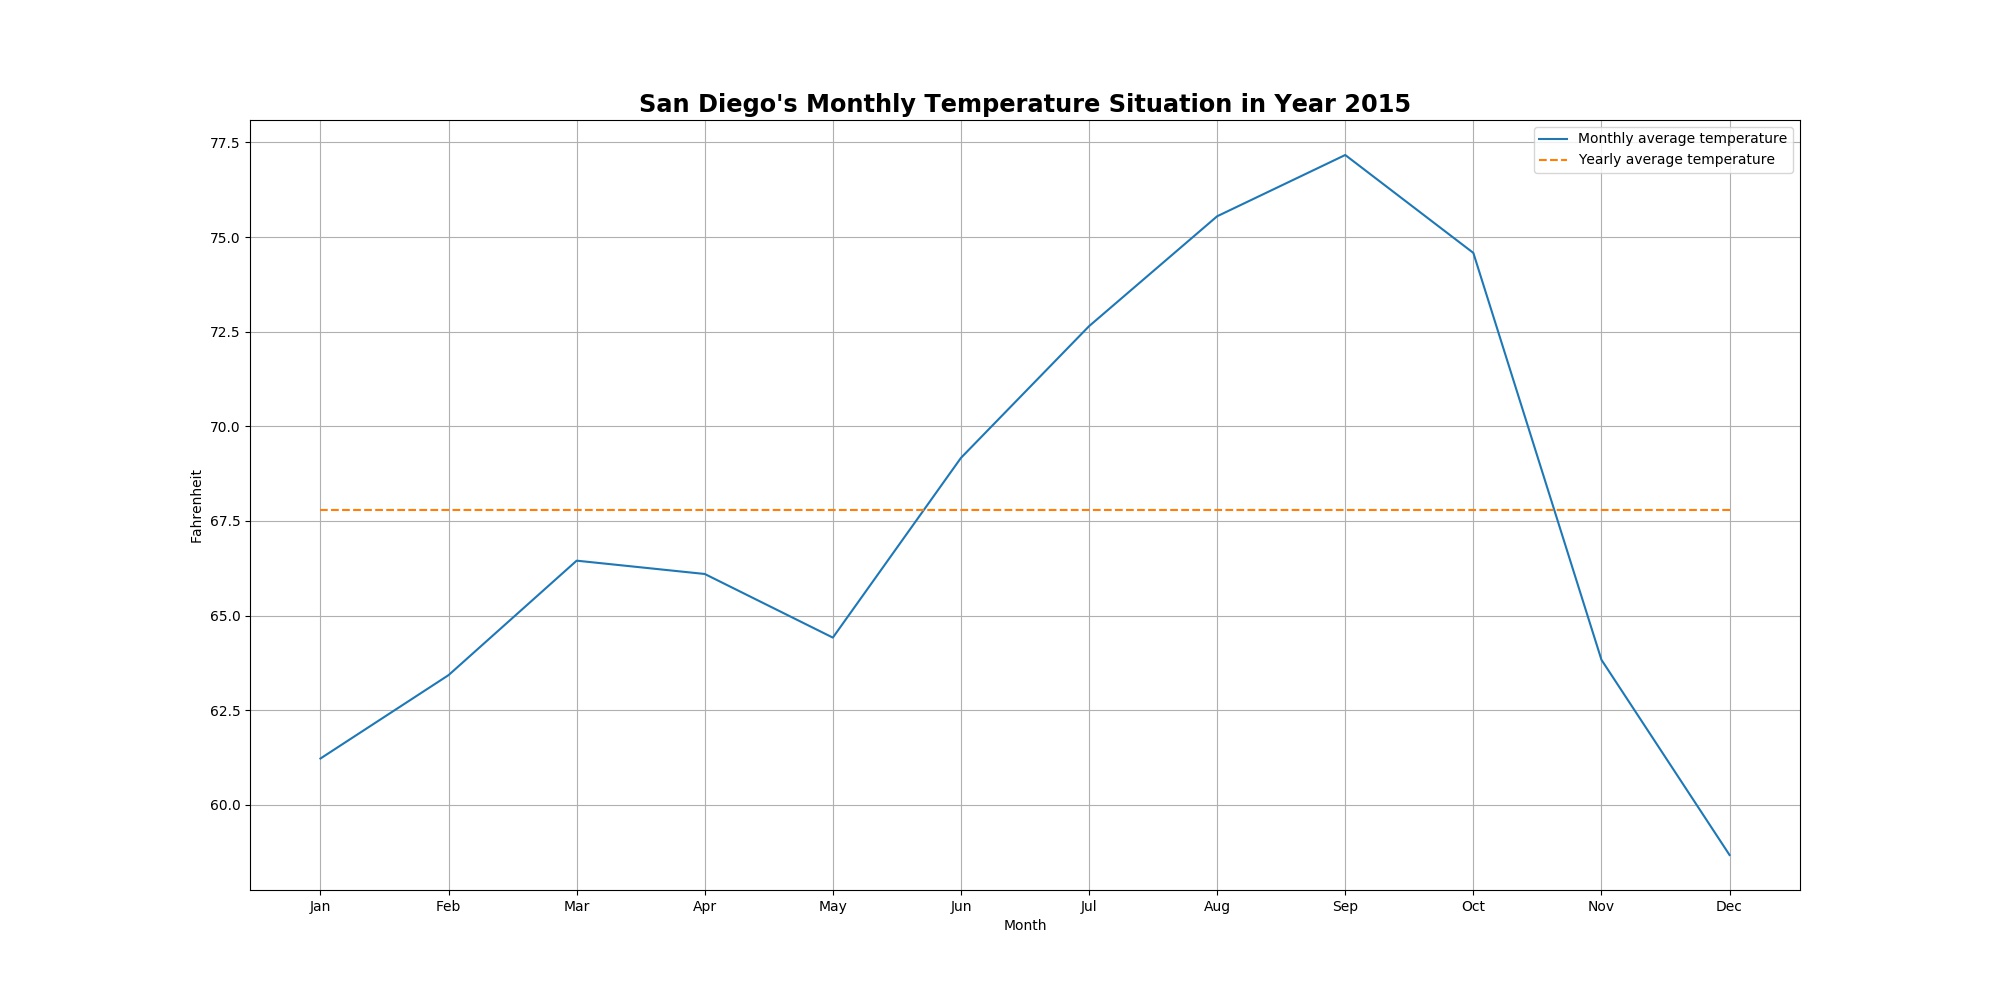 San Diego's Monthly Temperature Situation in Year 2015
Monthly average temperature
Yearly average temperature
77.5
75.0
72.5
70.0
67.5
65.0
62.5
60.0
Fahrenheit
Jan Feb Mar Apr May Jun Jul Aug Sep Oct Nov Dec
Month